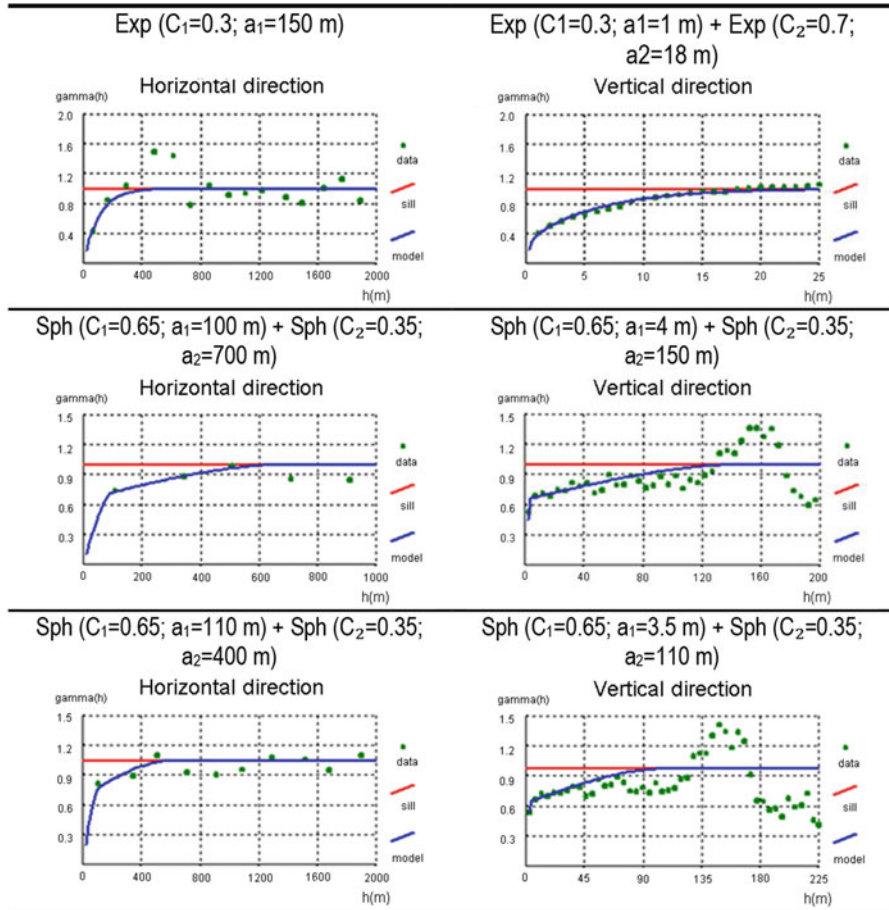 Exp (C₁=0.3; a₁=150 m)
Horizontal direction
gamma(h)
2.0
1.6
1.2
0.8
0.4
0 400 800 1200 1600 2000
h(m)
data
sill
model
Exp (C1=0.3; a1=1 m) + Exp (C₂=0.7;
a2=18 m)
Vertical direction
gamma(h)
2.0
1.6
1.2
0.8
0.4
0 5 10 15 20 25
h(m)
data
sill
model
Sph (C₁=0.65; a₁=100 m) + Sph (C₂=0.35;
a₂=700 m)
Horizontal direction
gamma(h)
1.5
1.2
0.9
0.6
0.3
0 200 400 600 800 1000
h(m)
data
sill
model
Sph (C₁=0.65; a₁=4 m) + Sph (C₂=0.35;
a₂=150 m)
Vertical direction
gamma(h)
1.5
1.2
0.9
0.6
0.3
0 40 80 120 160 200
h(m)
data
sill
model
Sph (C₁=0.65; a₁=110 m) + Sph (C₂=0.35;
a₂=400 m)
Horizontal direction
gamma(h)
1.5
1.2
0.9
0.6
0.3
0 400 800 1200 1600 2000
h(m)
data
sill
model
Sph (C₁=0.65; a₁=3.5 m) + Sph (C₂=0.35;
a₂=110 m)
Vertical direction
gamma(h)
1.5
1.2
0.9
0.6
0.3
0 45 90 135 180 225
h(m)
data
sill
model